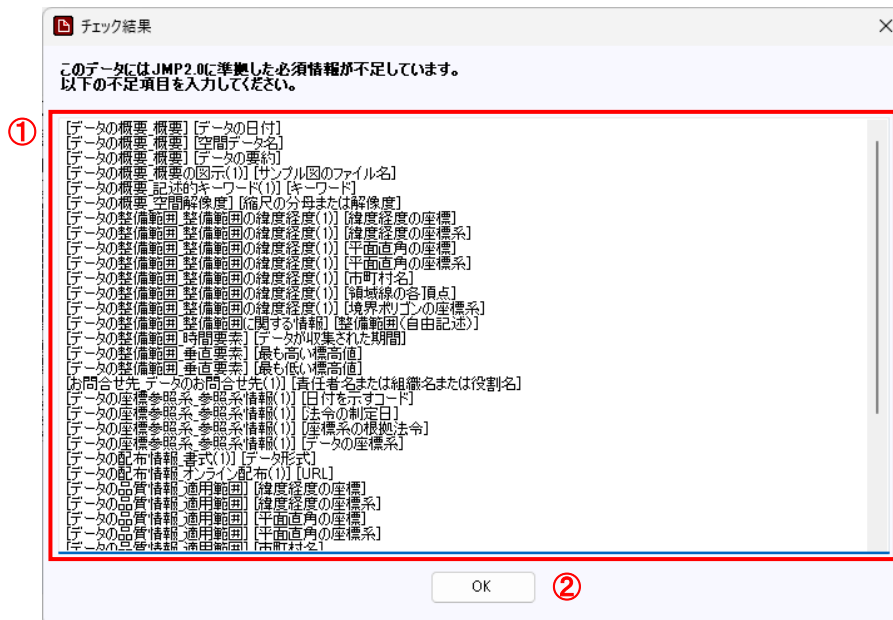 チェック結果
このデータにはJMP2.0に準拠した必須情報が不足しています。
以下の不足項目を入力してください。
①
[データの概要_概要] [データの日付]
[データの概要_概要] [空間データ名]
[データの概要_概要] [データの要約]
[データの概要_概要の図示(1)] [サンプル図のファイル名]
[データの概要_記述的キーワード(1)] [キーワード]
[データの概要_空間解像度] [縮尺の分母または解像度]
[データの整備範囲_整備範囲の緯度経度(1)] [緯度経度の座標]
[データの整備範囲_整備範囲の緯度経度(1)] [緯度経度の座標系]
[データの整備範囲_整備範囲の緯度経度(1)] [平面直角の座標]
[データの整備範囲_整備範囲の緯度経度(1)] [平面直角の座標系]
[データの整備範囲_整備範囲の緯度経度(1)] [市町村名]
[データの整備範囲_整備範囲の緯度経度(1)] [領域線の各頂点]
[データの整備範囲_整備範囲の緯度経度(1)] [境界ポリゴンの座標系]
[データの整備範囲_整備範囲に関する情報] [整備範囲(自由記述)]
[データの整備範囲_時間要素] [データが収集された期間]
[データの整備範囲_垂直要素] [最も高い標高値]
[データの整備範囲_垂直要素] [最も低い標高値]
[お問合せ先_データのお問合せ先(1)] [責任者名または組織名または役割名]
[データの座標参照系_参照系情報(1)] [日付を示すコード]
[データの座標参照系_参照系情報(1)] [法令の制定日]
[データの座標参照系_参照系情報(1)] [座標系の根拠法令]
[データの座標参照系_参照系情報(1)] [データの座標系]
[データの配布情報_書式(1)] [データ形式]
[データの配布情報_オンライン配布(1)] [URL]
[データの品質情報_適用範囲] [緯度経度の座標]
[データの品質情報_適用範囲] [緯度経度の座標系]
[データの品質情報_適用範囲] [平面直角の座標]
[データの品質情報_適用範囲] [平面直角の座標系]
[データの品質情報_適用範囲] [市町村名]
OK
②